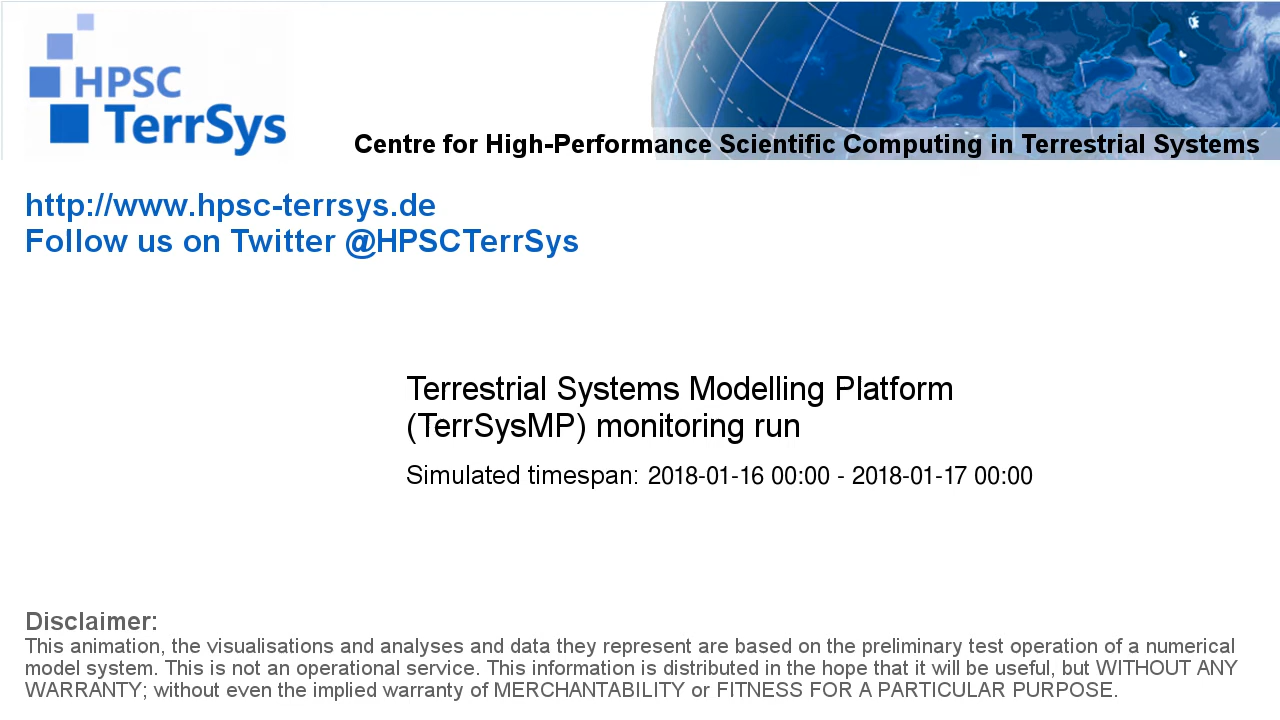 HPSC
TerrSys
Centre for High-Performance Scientific Computing in Terrestrial Systems
http://www.hpsc-terrsys.de
Follow us on Twitter @HPSCTerrSys
Terrestrial Systems Modelling Platform
(TerrSysMP) monitoring run
Simulated timespan: 2018-01-16 00:00 - 2018-01-17 00:00
Disclaimer:
This animation, the visualisations and analyses and data they represent are based on the preliminary test operation of a numerical
model system. This is not an operational service. This information is distributed in the hope that it will be useful, but WITHOUT ANY
WARRANTY; without even the implied warranty of MERCHANTABILITY or FITNESS FOR A PARTICULAR PURPOSE.